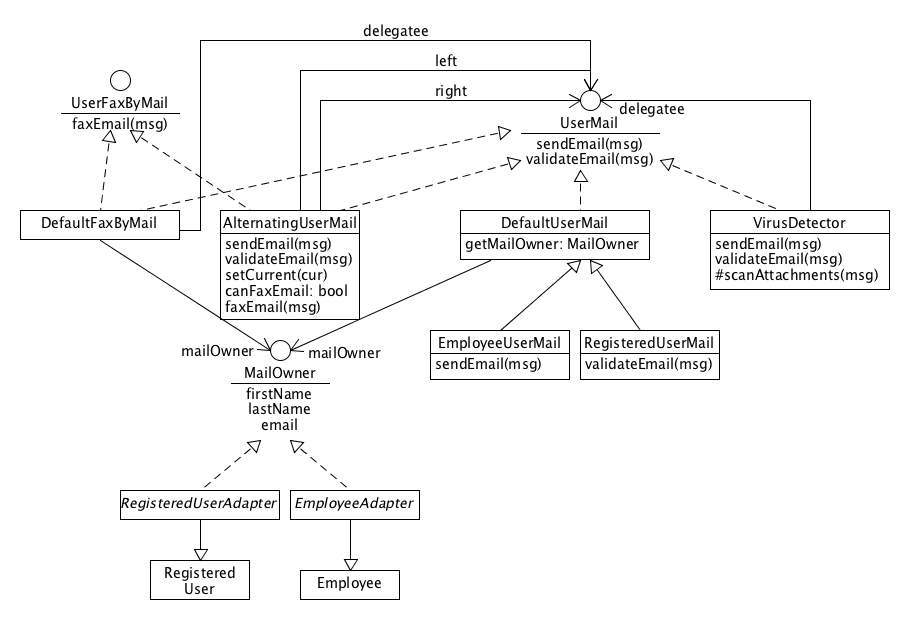 delegatee
left
right
delegatee
UserFaxByMail
faxEmail(msg)
UserMail
sendEmail(msg)
validateEmail(msg)
DefaultFaxByMail
AlternatingUserMail
sendEmail(msg)
validateEmail(msg)
setCurrent(cur)
canFaxEmail: bool
faxEmail(msg)
DefaultUserMail
getMailOwner: MailOwner
VirusDetector
sendEmail(msg)
validateEmail(msg)
#scanAttachments(msg)
EmployeeUserMail
sendEmail(msg)
RegisteredUserMail
validateEmail(msg)
mailOwner
mailOwner
MailOwner
firstName
lastName
email
RegisteredUserAdapter
EmployeeAdapter
Registered
User
Employee